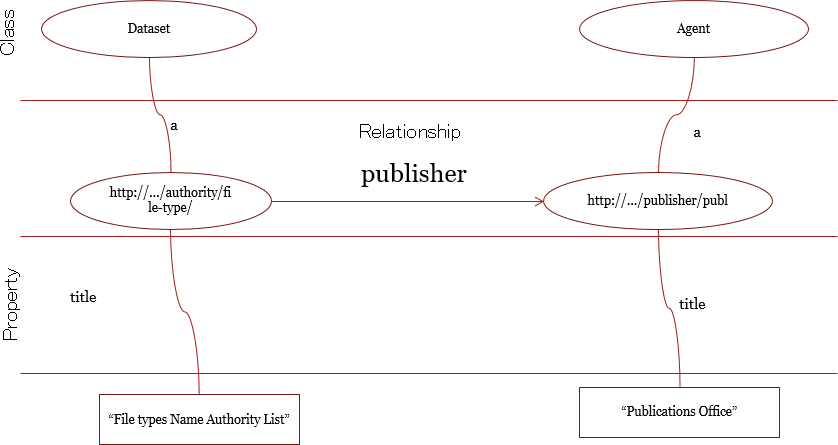 Class
Dataset
Agent
a
Relationship
a
publisher
http://.../authority/fi
le-type/
http://.../publisher/publ
Property
title
title
“File types Name Authority List”
“Publications Office”